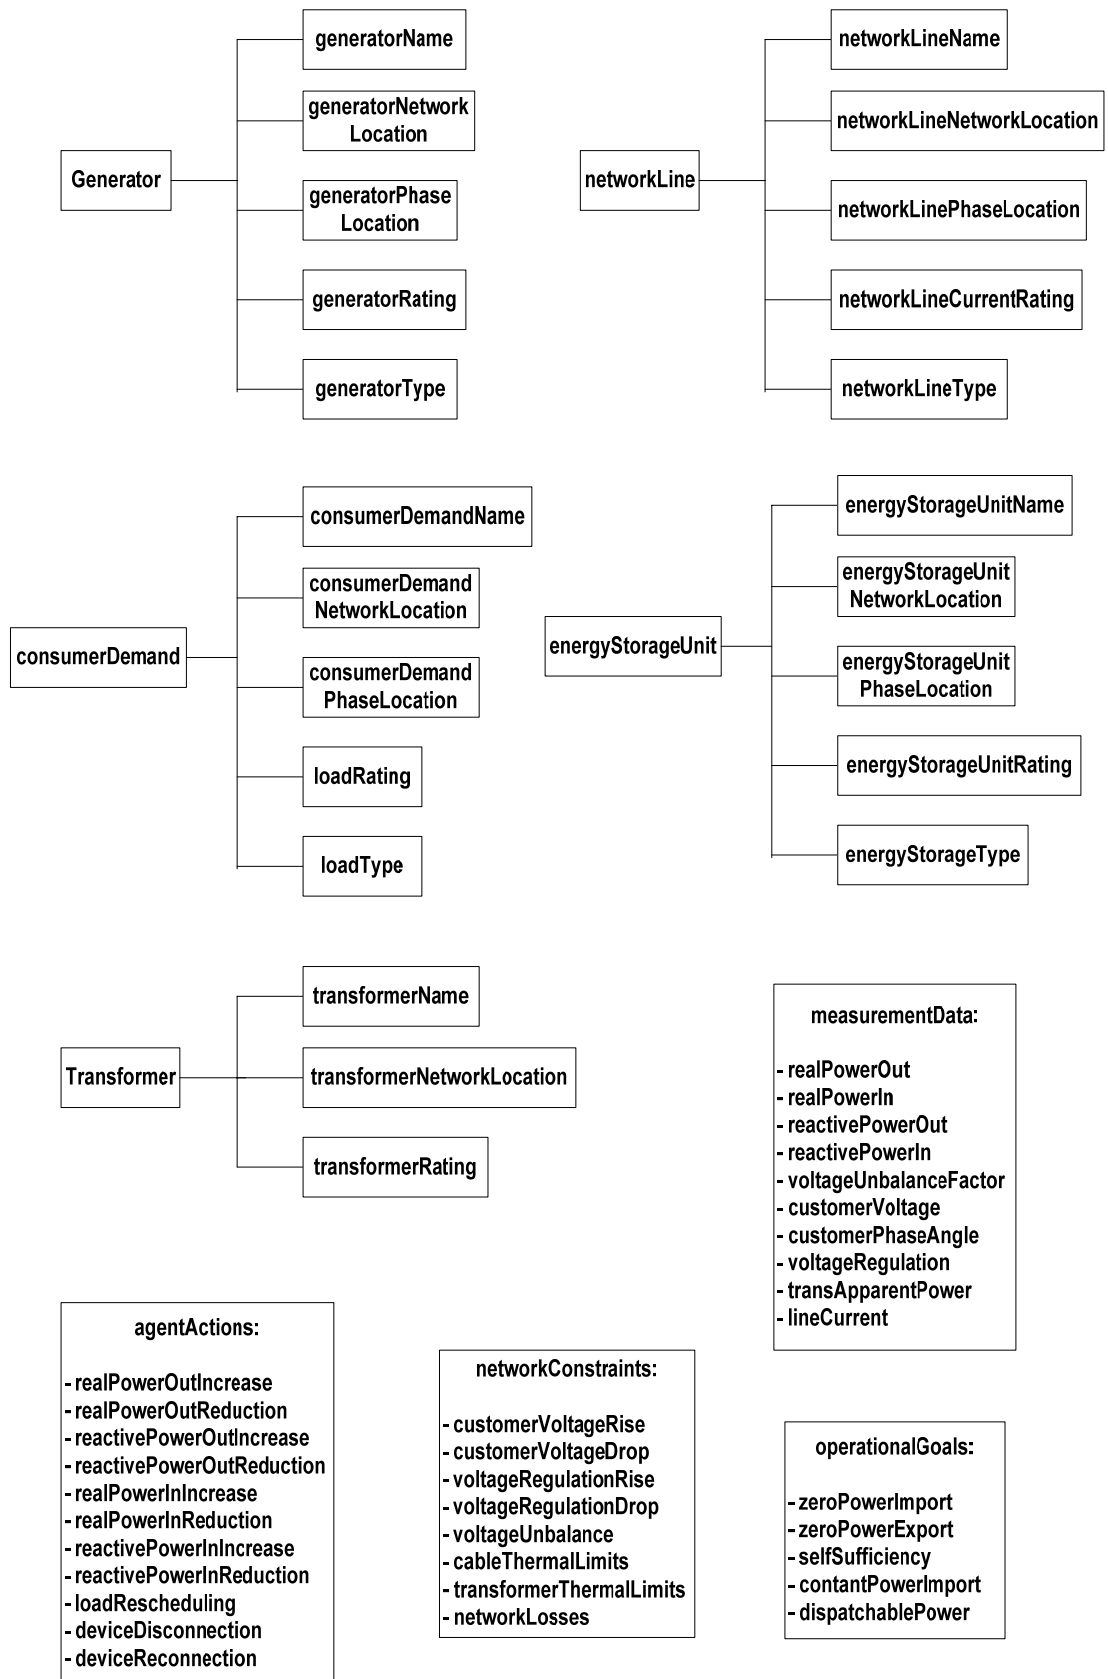 generatorName
generatorNetwork
Location
Generator
generatorPhase
Location
generatorRating
generatorType
networkLineName
networkLineNetworkLocation
networkLine
networkLinePhaseLocation
networkLineCurrentRating
networkLineType
consumerDemandName
consumerDemand
NetworkLocation
consumerDemand
consumerDemand
PhaseLocation
loadRating
loadType
energyStorageUnitName
energyStorageUnit
NetworkLocation
energyStorageUnit
energyStorageUnit
PhaseLocation
energyStorageUnitRating
energyStorageType
transformerName
Transformer
transformerNetworkLocation
transformerRating
measurementData:
- realPowerOut
- realPowerIn
- reactivePowerOut
- reactivePowerIn
- voltageUnbalanceFactor
- customerVoltage
- customerPhaseAngle
- voltageRegulation
- transApparentPower
- lineCurrent
agentActions:
- realPowerOutIncrease
- realPowerOutReduction
- reactivePowerOutIncrease
- reactivePowerOutReduction
- realPowerInIncrease
- realPowerInReduction
- reactivePowerInIncrease
- reactivePowerInReduction
- loadRescheduling
- deviceDisconnection
- deviceReconnection
networkConstraints:
- customerVoltageRise
- customerVoltageDrop
- voltageRegulationRise
- voltageRegulationDrop
- voltageUnbalance
- cableThermalLimits
- transformerThermalLimits
- networkLosses
operationalGoals:
- zeroPowerImport
- zeroPowerExport
- selfSufficiency
- contantPowerImport
- dispatchablePower